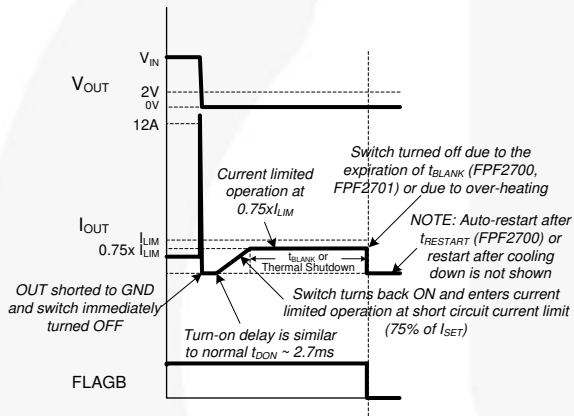 VIN
VOUT
2V
0V
12A
Switch turned off due to the
expiration of tBLANK (FPF2700,
FPF2701) or due to over-heating
Current limited
operation at
0.75xILIM
IOUT
ILIM
0.75x ILIM
NOTE: Auto-restart after
tRESTART (FPF2700) or
restart after cooling
down is not shown
tBLANK or
Thermal Shutdown
OUT shorted to GND
and switch immediately
turned OFF
Switch turns back ON and enters current
limited operation at short circuit current limit
(75% of ISET)
Turn-on delay is similar
to normal tDON ~ 2.7ms
FLAGB